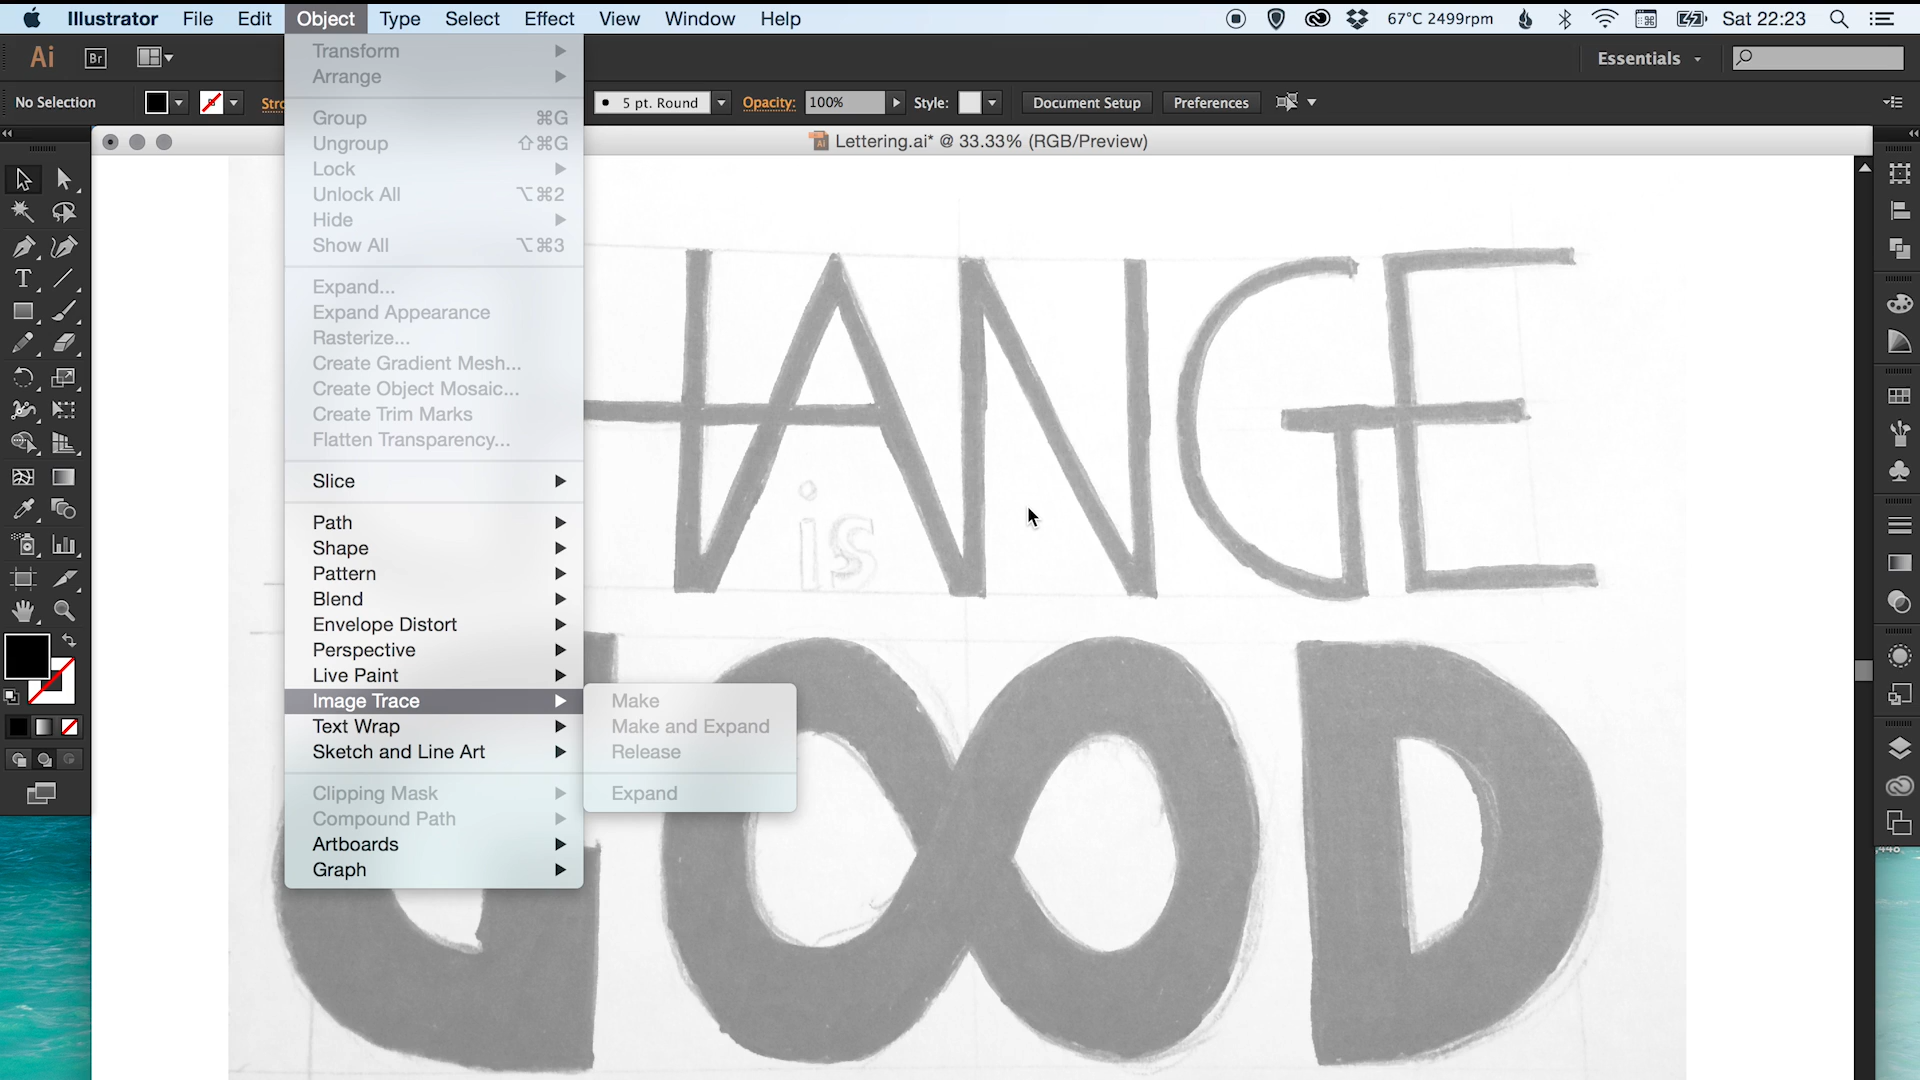 Illustrator File Edit Object Type Select Effect View Window Help 67°C 2499rpm Sat 22:23
Ai Br Essentials
No Selection Stro 5 pt. Round Opacity: 100% Style: Document Setup Preferences
Lettering.ai* @ 33.33% (RGB/Preview)
Transform
Arrange
Group ⌘G
Ungroup ⇧⌘G
Lock
Unlock All ⌥⌘2
Hide
Show All ⌥⌘3
Expand...
Expand Appearance
Rasterize...
Create Gradient Mesh...
Create Object Mosaic...
Create Trim Marks
Flatten Transparency...
Slice
Path
Shape
Pattern
Blend
Envelope Distort
Perspective
Live Paint
Image Trace
Text Wrap
Sketch and Line Art
Clipping Mask
Compound Path
Artboards
Graph
Make
Make and Expand
Release
Expand
HANGE
is
GOOD